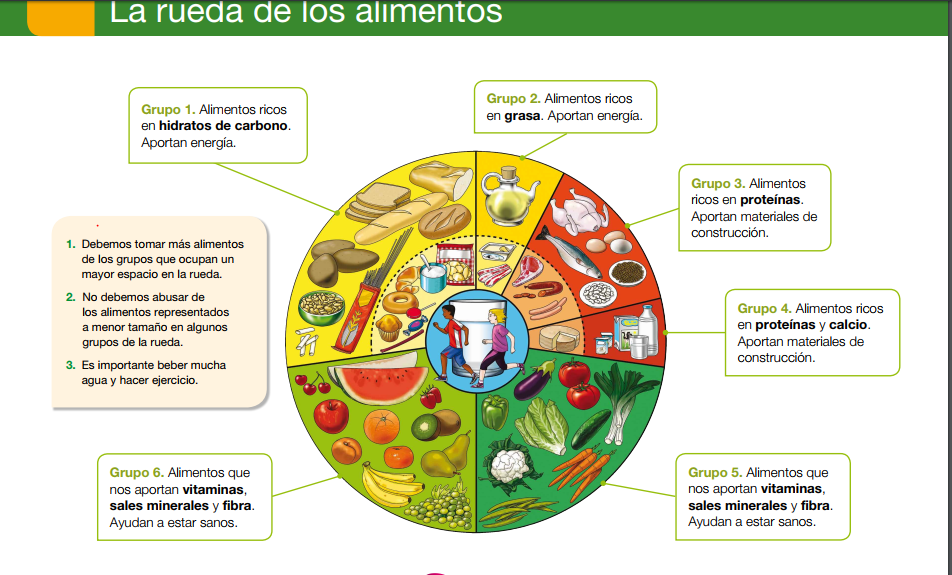 La rueda de los alimentos
Grupo 1. Alimentos ricos
en hidratos de carbono.
Aportan energía.
Grupo 2. Alimentos ricos
en grasa. Aportan energía.
Grupo 3. Alimentos
ricos en proteínas.
Aportan materiales de
construcción.
1. Debemos tomar más alimentos
de los grupos que ocupan un
mayor espacio en la rueda.
2. No debemos abusar de
los alimentos representados
a menor tamaño en algunos
grupos de la rueda.
3. Es importante beber mucha
agua y hacer ejercicio.
Grupo 4. Alimentos ricos
en proteínas y calcio.
Aportan materiales de
construcción.
Grupo 6. Alimentos que
nos aportan vitaminas,
sales minerales y fibra.
Ayudan a estar sanos.
Grupo 5. Alimentos que
nos aportan vitaminas,
sales minerales y fibra.
Ayudan a estar sanos.